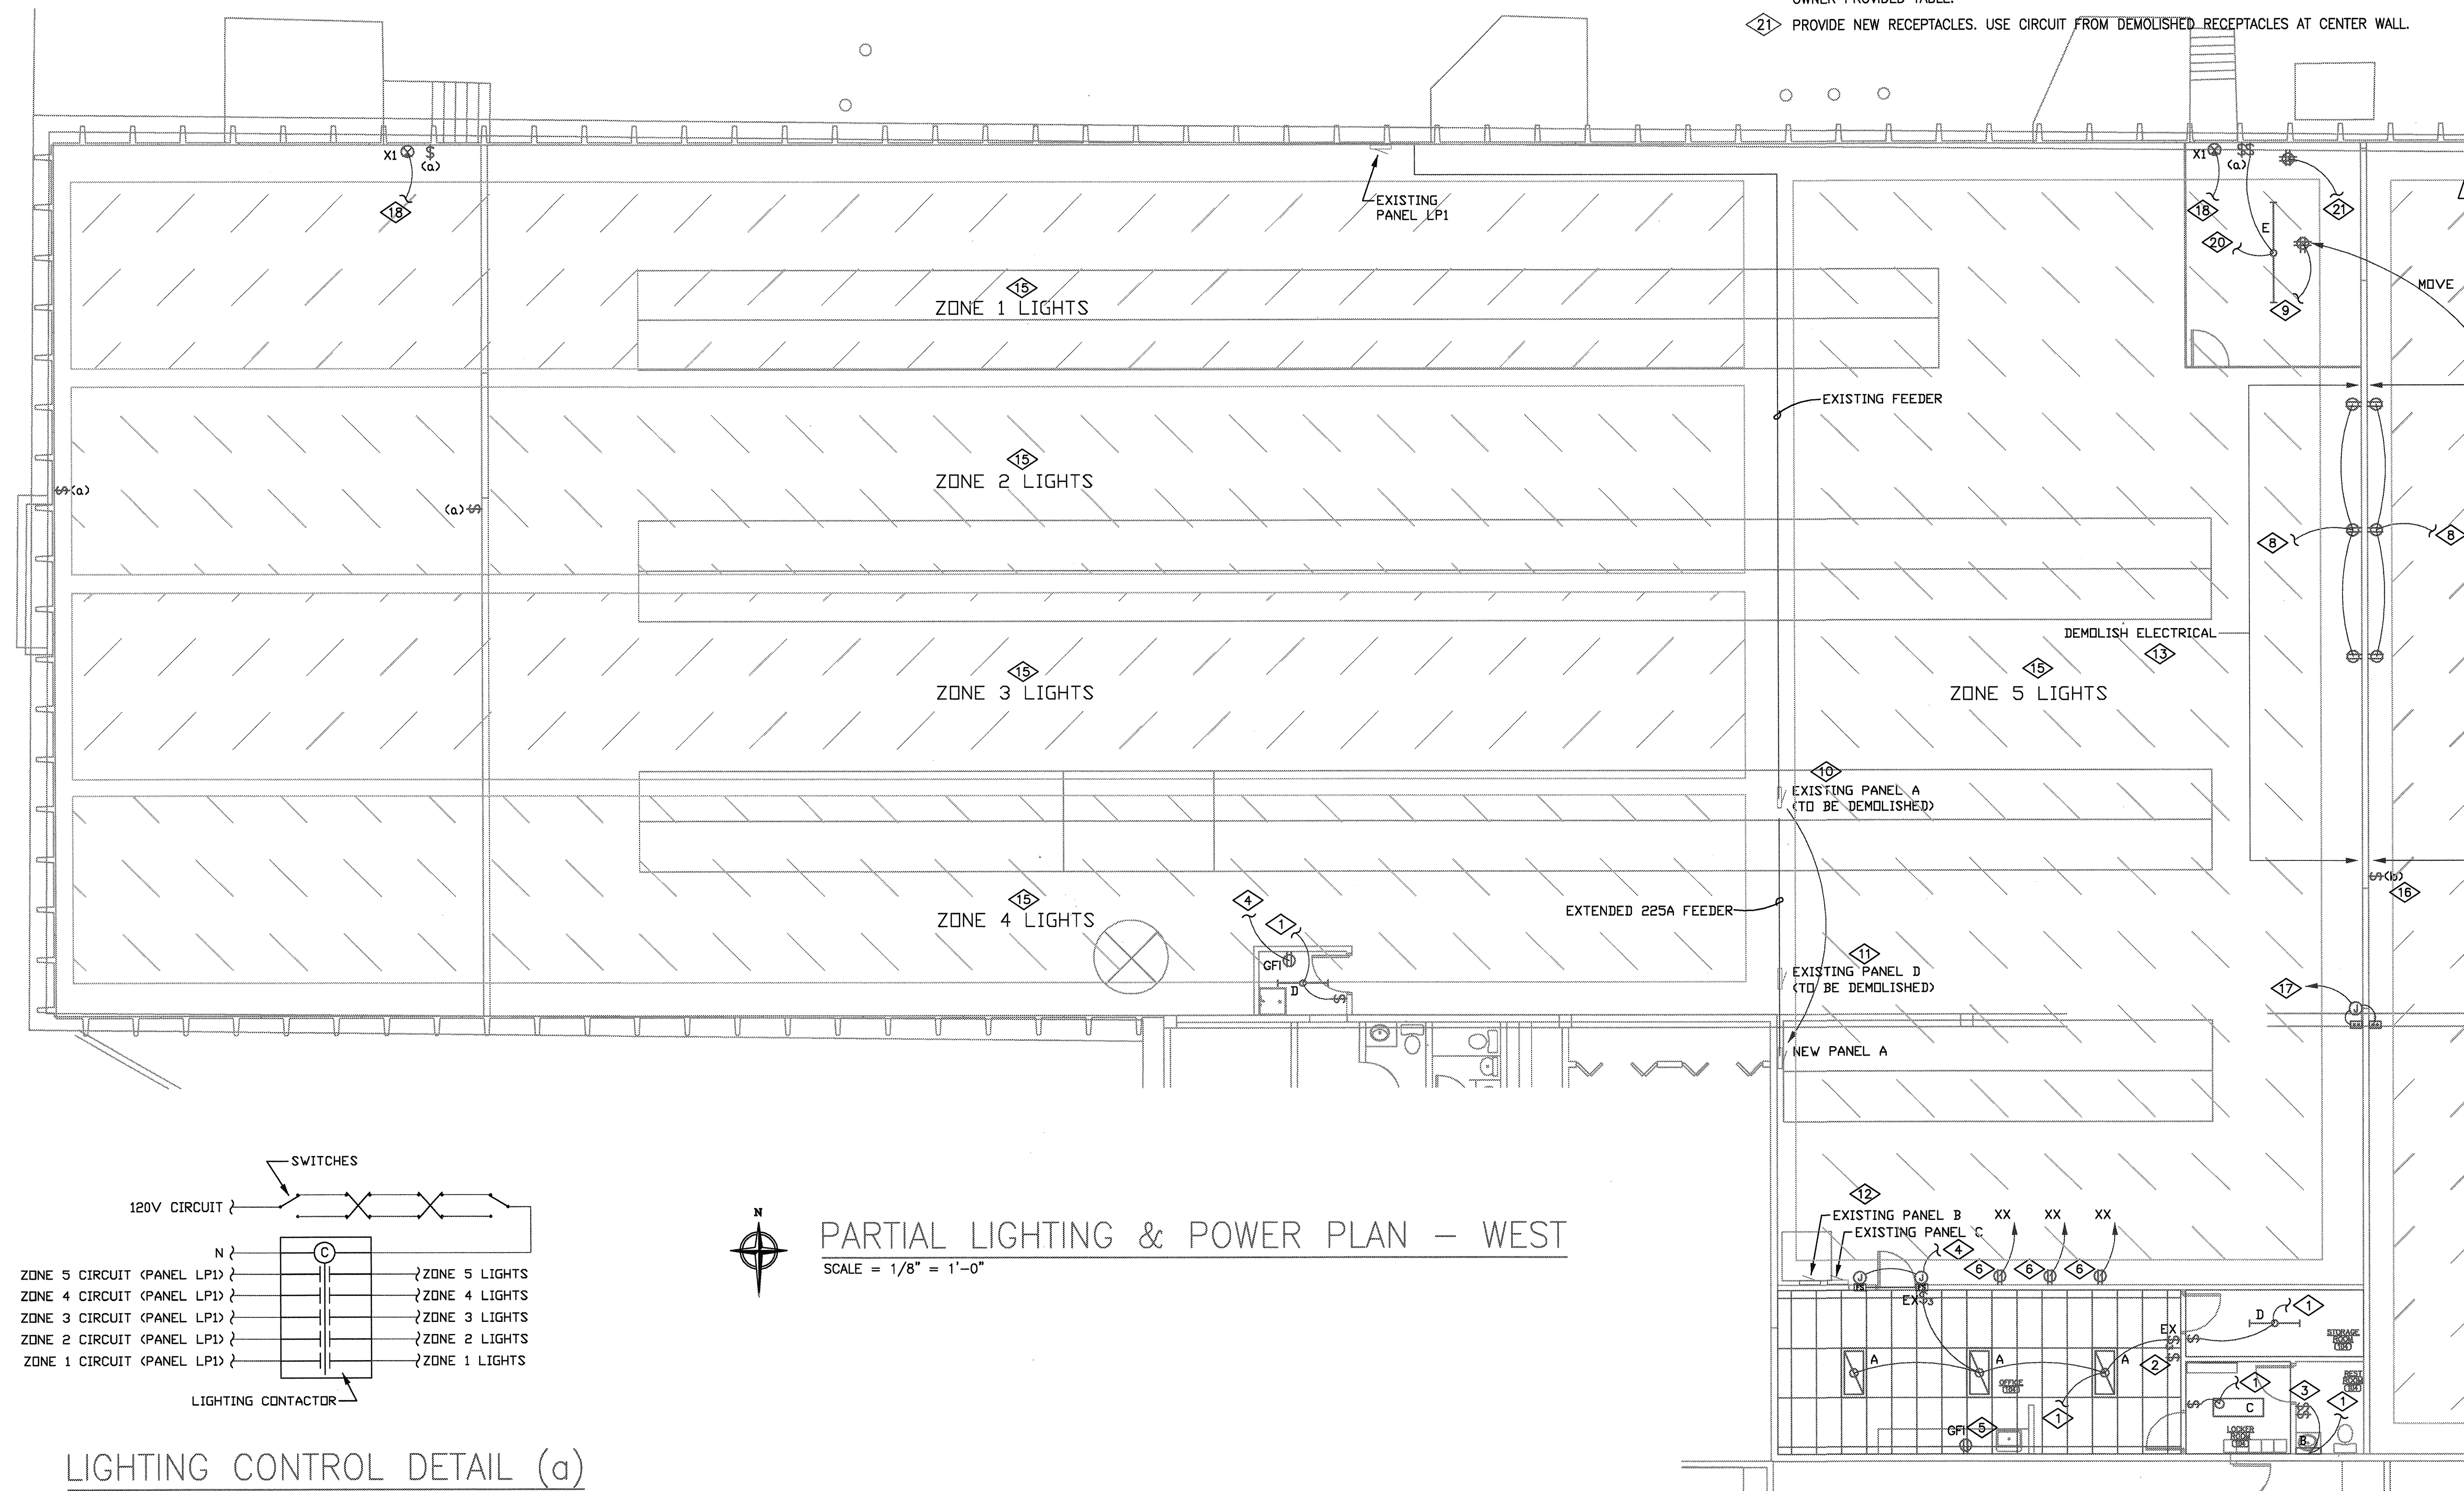 OWNER PROVIDED TABLE.
21 PROVIDE NEW RECEPTACLES. USE CIRCUIT FROM DEMOLISHED RECEPTACLES AT CENTER WALL.
X1
$
(a)
18
EXISTING
PANEL LP1
X1
(a)
$$
18
21
20
E
9
MOVE
15
ZONE 1 LIGHTS
EXISTING FEEDER
15
ZONE 2 LIGHTS
$(a)
(a)$
8
8
DEMOLISH ELECTRICAL
13
15
ZONE 3 LIGHTS
15
ZONE 5 LIGHTS
10
EXISTING PANEL A
(TO BE DEMOLISHED)
15
ZONE 4 LIGHTS
4
1
GFI
D
$
EXTENDED 225A FEEDER
$(b)
16
11
EXISTING PANEL D
(TO BE DEMOLISHED)
17
J
NEW PANEL A
SWITCHES
120V CIRCUIT
N
C
ZONE 5 CIRCUIT (PANEL LP1)
ZONE 5 LIGHTS
ZONE 4 CIRCUIT (PANEL LP1)
ZONE 4 LIGHTS
ZONE 3 CIRCUIT (PANEL LP1)
ZONE 3 LIGHTS
ZONE 2 CIRCUIT (PANEL LP1)
ZONE 2 LIGHTS
ZONE 1 CIRCUIT (PANEL LP1)
ZONE 1 LIGHTS
LIGHTING CONTACTOR
LIGHTING CONTROL DETAIL (a)
N
PARTIAL LIGHTING & POWER PLAN - WEST
SCALE = 1/8" = 1'-0"
12
EXISTING PANEL B
EXISTING PANEL C
XX
XX
XX
4
6
6
6
J
J
EX$3
A
A
A
OFFICE
EX
2
1
D
1
STORAGE
ROOM
1
C
3
REST
ROOM
1
B
LOCKER
ROOM
GFI
5